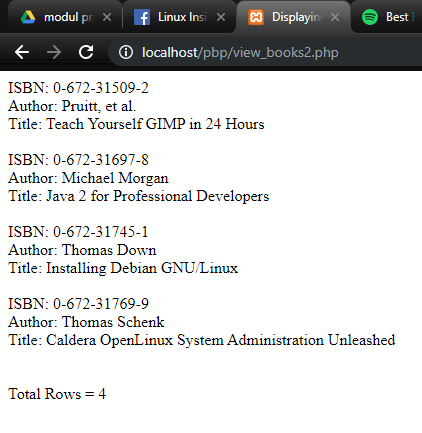 modul pr
Linux Ins
Displayin
Best
localhost/pbp/view_books2.php
ISBN: 0-672-31509-2
Author: Pruitt, et al.
Title: Teach Yourself GIMP in 24 Hours
ISBN: 0-672-31697-8
Author: Michael Morgan
Title: Java 2 for Professional Developers
ISBN: 0-672-31745-1
Author: Thomas Down
Title: Installing Debian GNU/Linux
ISBN: 0-672-31769-9
Author: Thomas Schenk
Title: Caldera OpenLinux System Administration Unleashed
Total Rows = 4